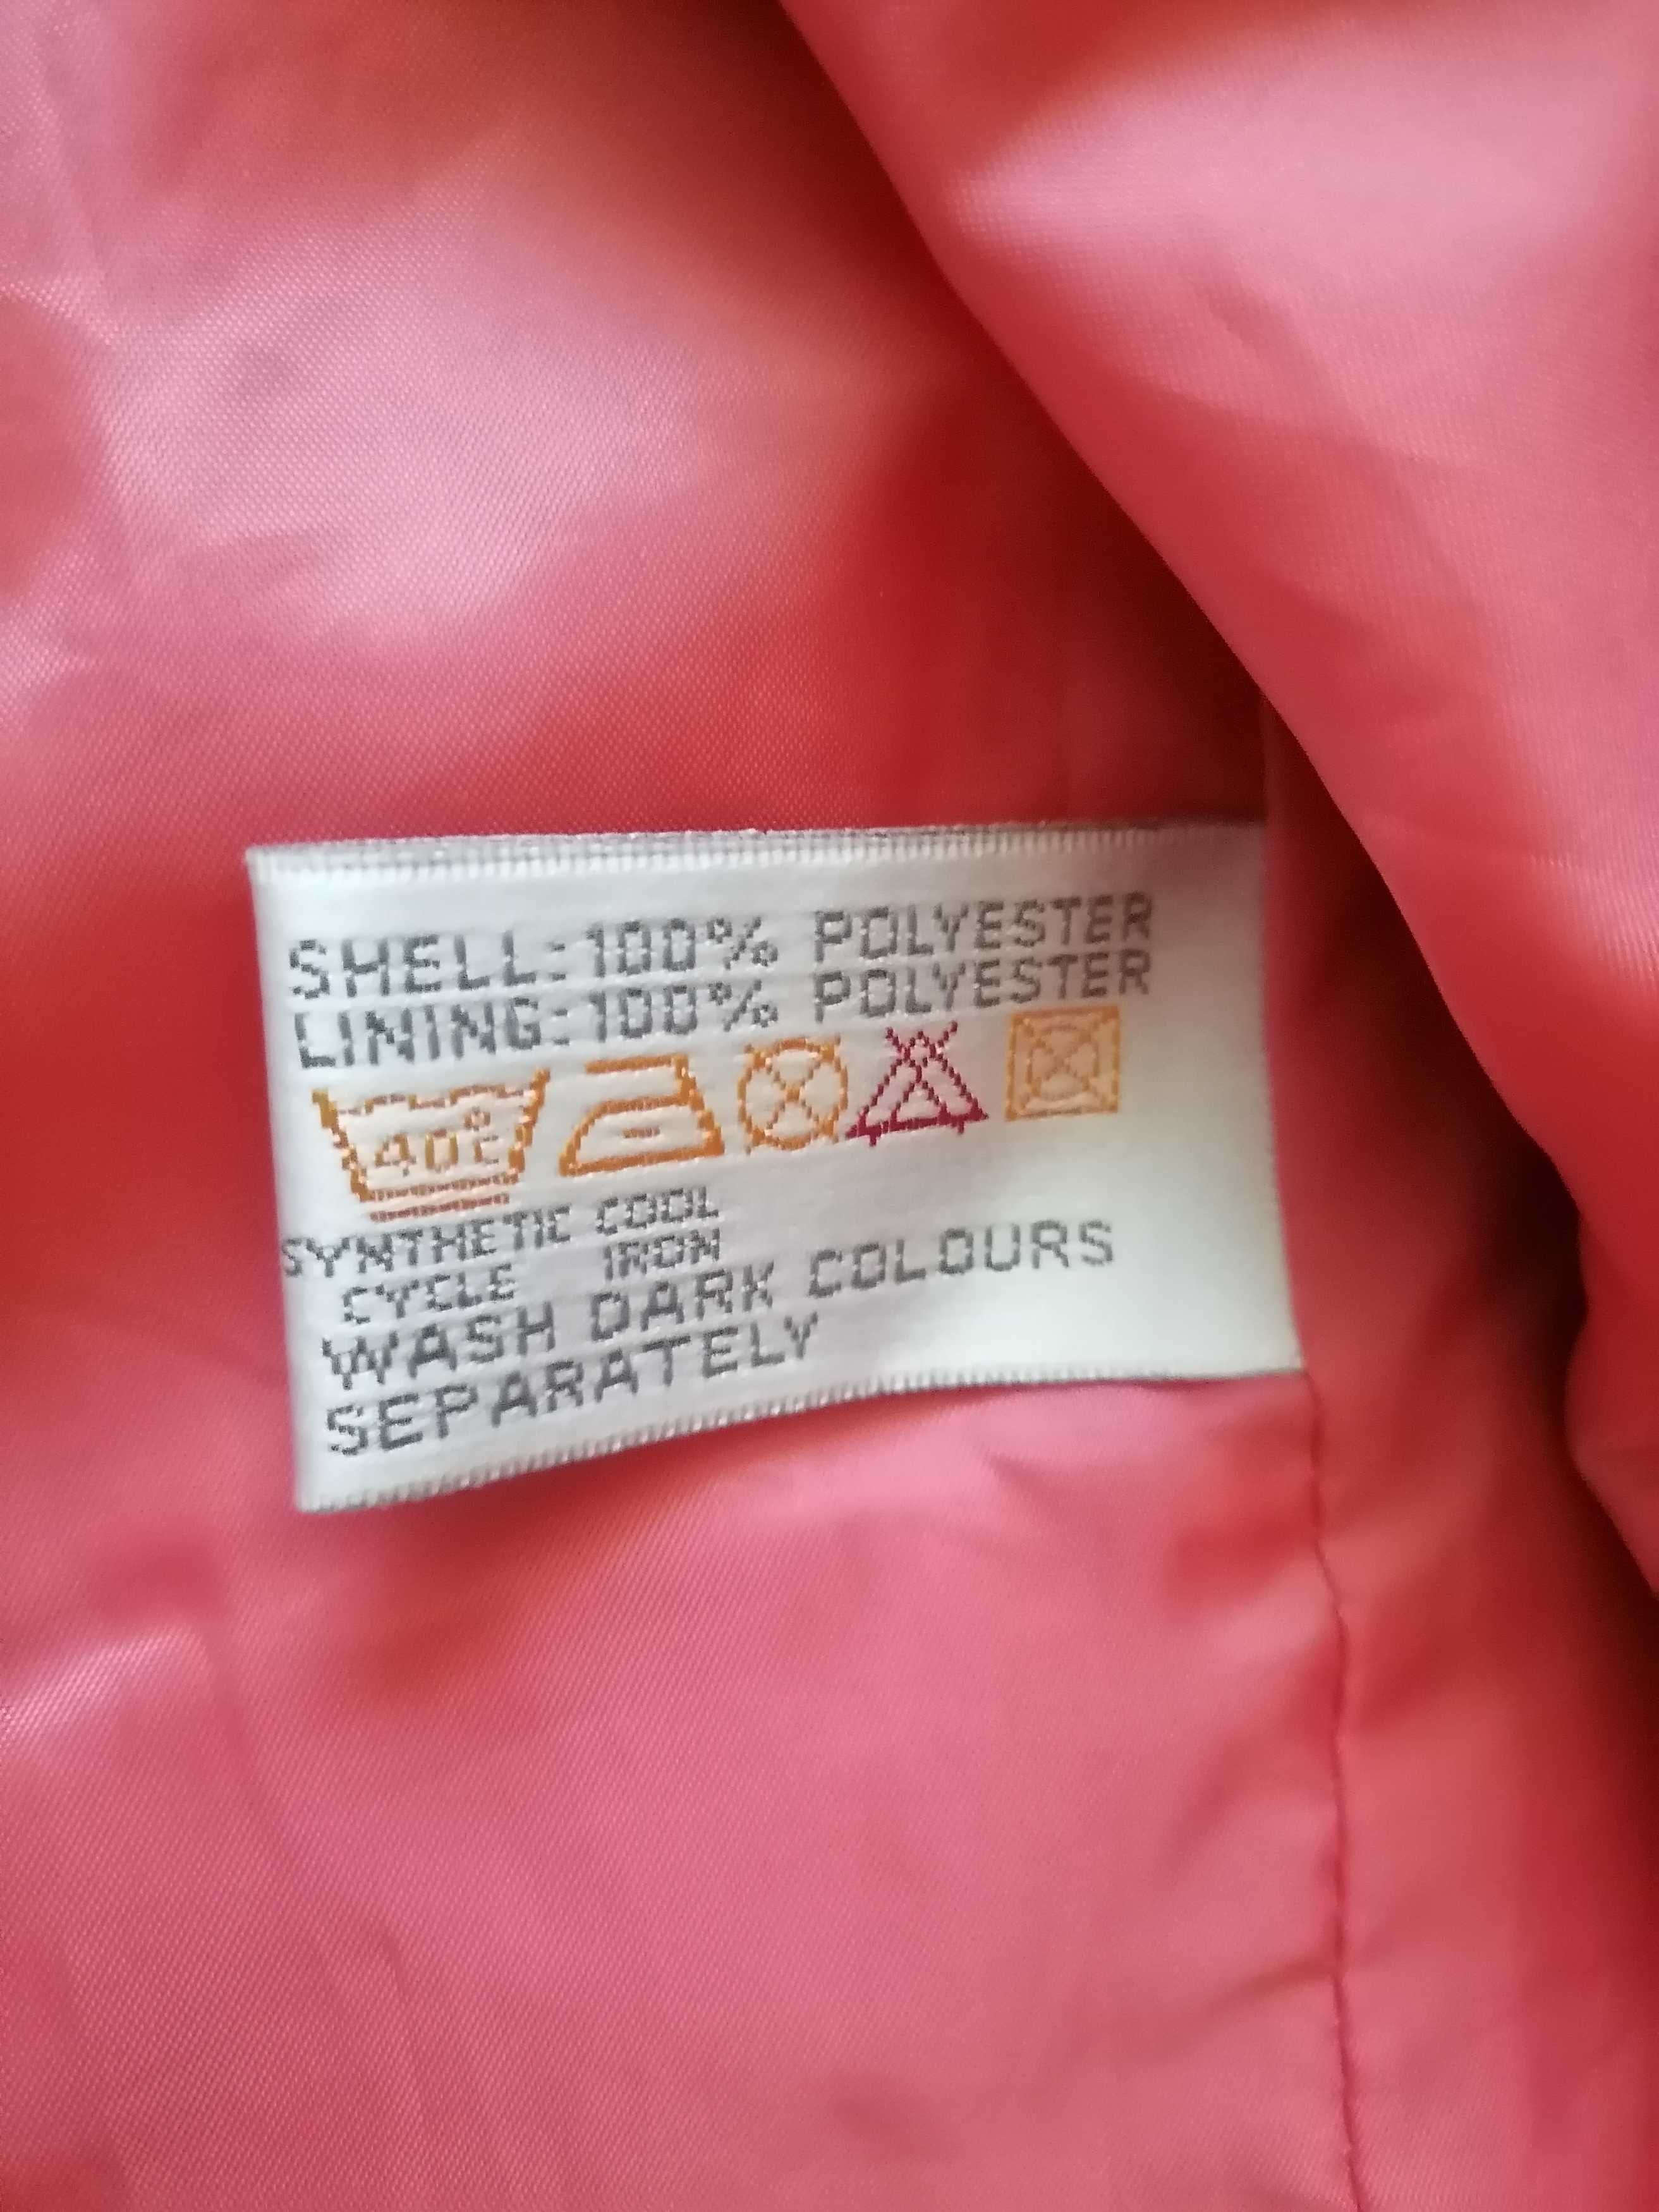 SHELL:100% POLYESTER
LINING:100% POLYESTER
40°C
SYNTHETIC COOL
CYCLE IRON
WASH DARK COLOURS
SEPARATELY